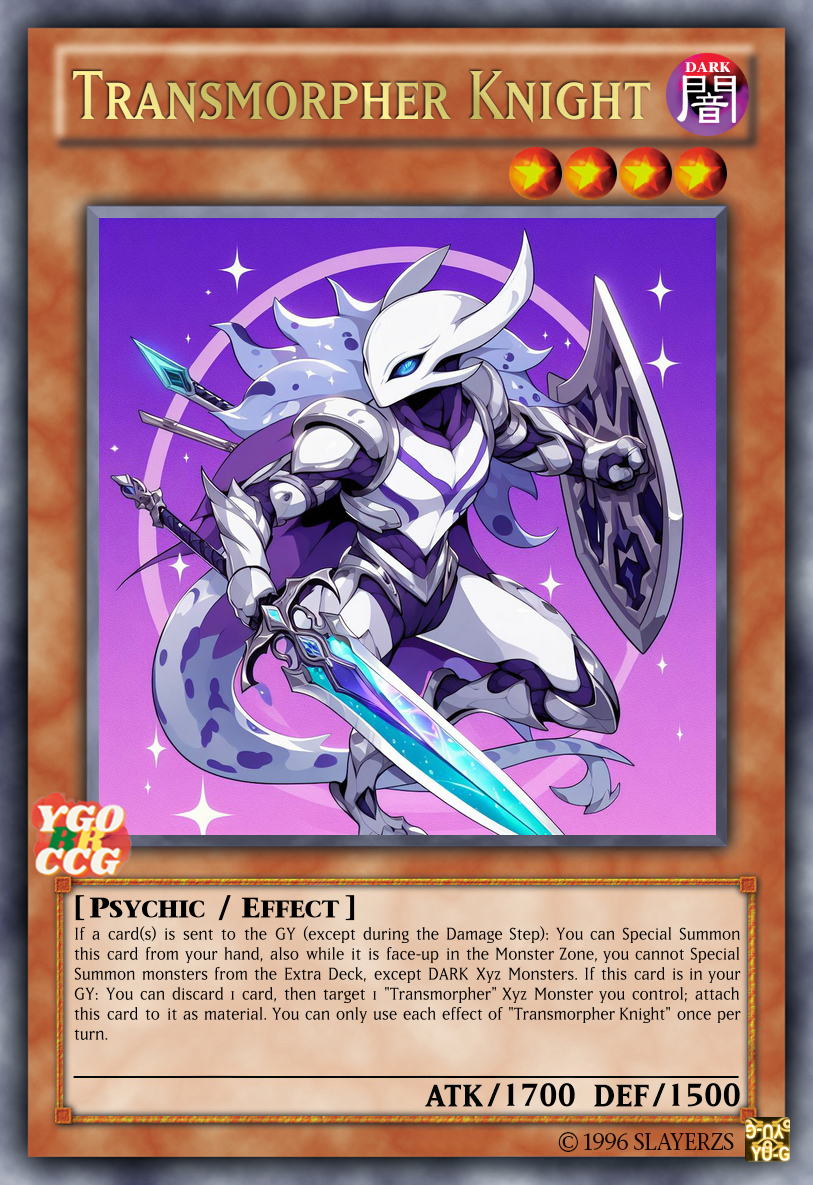 Transmorpher Knight
DARK
闇
YGO
RR
CCG
[ Psychic / Effect ]
If a card(s) is sent to the GY (except during the Damage Step): You can Special Summon
this card from your hand, also while it is face-up in the Monster Zone, you cannot Special
Summon monsters from the Extra Deck, except DARK Xyz Monsters. If this card is in your
GY: You can discard 1 card, then target 1 "Transmorpher" Xyz Monster you control; attach
this card to it as material. You can only use each effect of "Transmorpher Knight" once per
turn.
ATK/1700 DEF/1500
© 1996 SLAYERZS